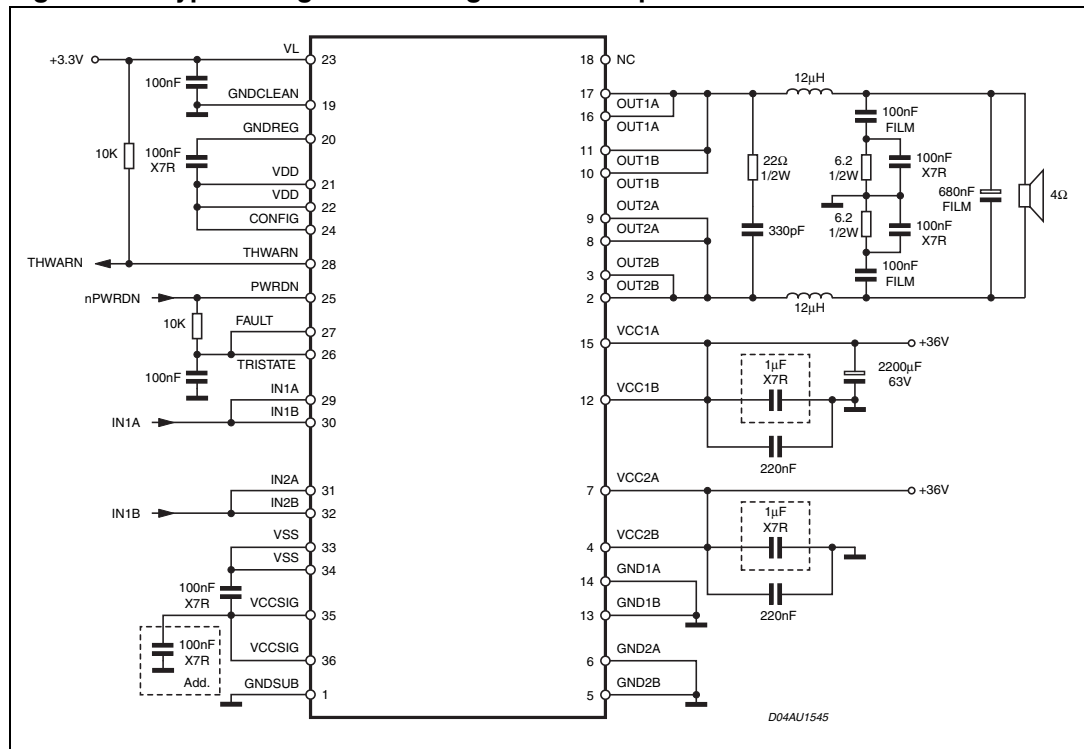 VL
+3.3V
23
100nF
GNDCLEAN
19
GNDREG
20
10K
100nF
X7R
VDD
21
VDD
22
CONFIG
24
THWARN
THWARN
28
nPWRDN
PWRDN
25
10K
FAULT
27
26
TRISTATE
100nF
IN1A
29
IN1B
30
IN1A
IN2A
31
IN2B
32
IN1B
VSS
33
VSS
34
100nF
X7R
VCCSIG
35
100nF
X7R
Add.
VCCSIG
36
GNDSUB
1
18
NC
17
OUT1A
16
OUT1A
11
OUT1B
10
OUT1B
OUT2A
9
OUT2A
8
OUT2B
3
OUT2B
2
12µH
22Ω
1/2W
330pF
100nF
FILM
6.2
1/2W
100nF
X7R
6.2
1/2W
100nF
X7R
100nF
FILM
680nF
FILM
4Ω
12µH
VCC1A
15
+36V
1µF
X7R
2200µF
63V
VCC1B
12
220nF
VCC2A
7
+36V
1µF
X7R
VCC2B
4
220nF
GND1A
14
GND1B
13
GND2A
6
GND2B
5
D04AU1545